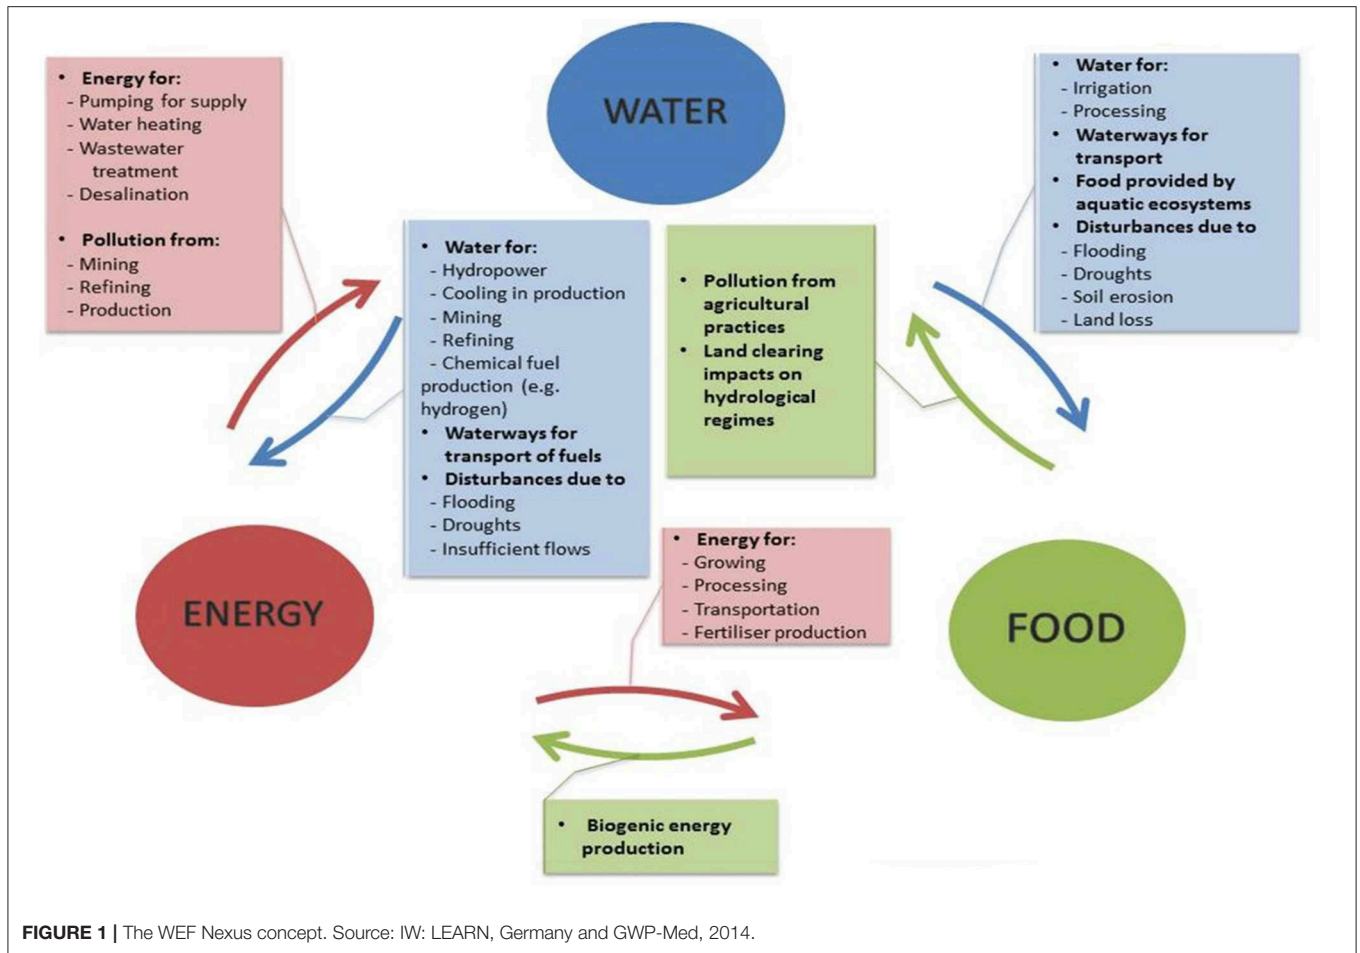 WATER
• Energy for:
- Pumping for supply
- Water heating
- Wastewater
treatment
- Desalination
• Pollution from:
- Mining
- Refining
- Production
• Water for:
- Hydropower
- Cooling in production
- Mining
- Refining
- Chemical fuel
production (e.g.
hydrogen)
• Waterways for
transport of fuels
• Disturbances due to
- Flooding
- Droughts
- Insufficient flows
• Pollution from
agricultural
practices
• Land clearing
impacts on
hydrological
regimes
• Water for:
- Irrigation
- Processing
• Waterways for
transport
• Food provided by
aquatic ecosystems
• Disturbances due to
- Flooding
- Droughts
- Soil erosion
- Land loss
ENERGY
• Energy for:
- Growing
- Processing
- Transportation
- Fertiliser production
FOOD
• Biogenic energy
production
FIGURE 1 | The WEF Nexus concept. Source: IW: LEARN, Germany and GWP-Med, 2014.